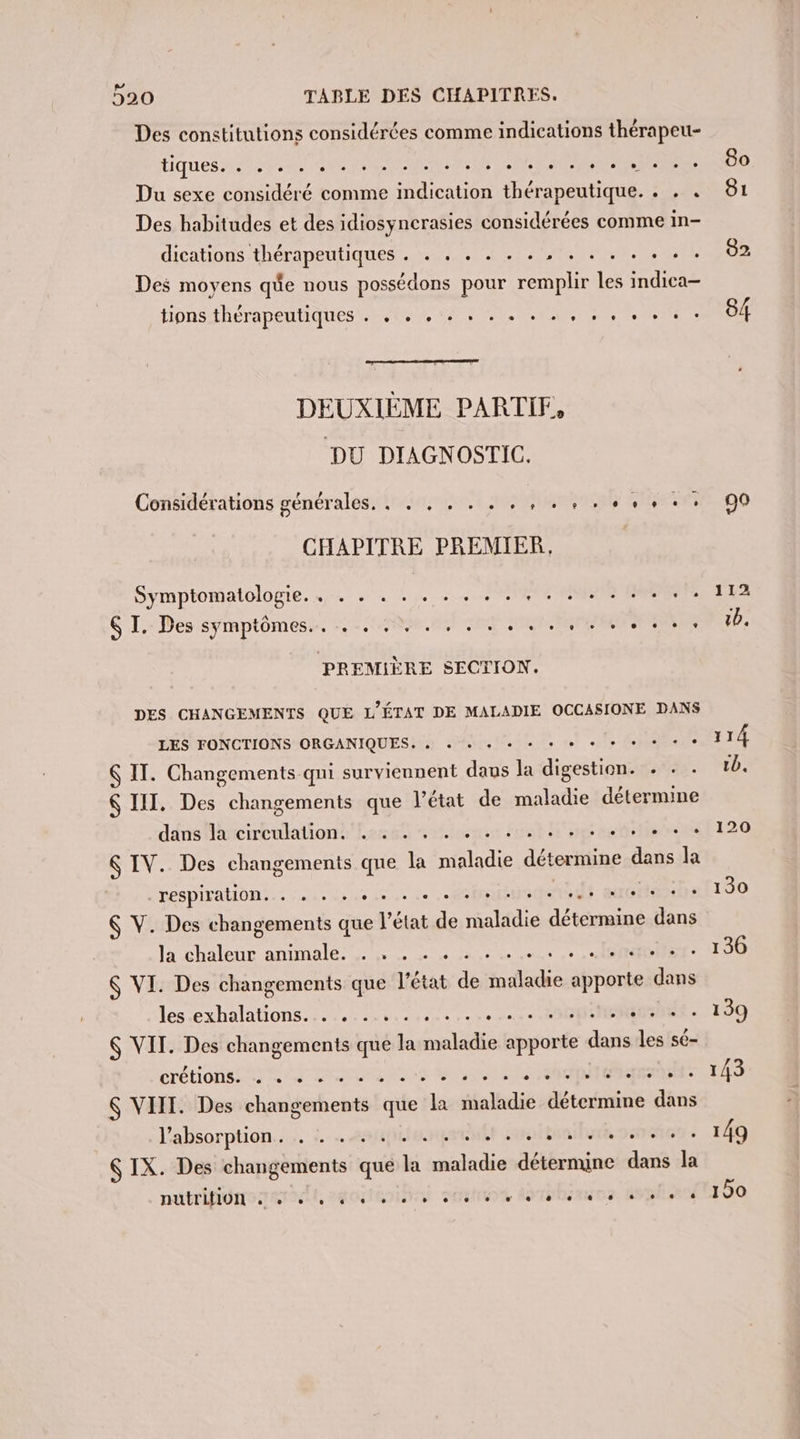 520 TABLE DES CHAPITRES.
Des constitutions considérées comme indications thérapeu-
tiques. . . . . . . . . . . . . . . . . . . . . 80
Du sexe considéré comme indication thérapeutique. . . . 81
Des habitudes et des idiosyncrasies considérées comme in-
dications thérapeutiques . . . . . . . . . . . . . . . 82
Des moyens que nous possédons pour remplir les indica-
tions thérapeutiques . . . . . . . . . . . . . . . . . 84
DEUXIÈME PARTIE,
DU DIAGNOSTIC.
Considérations générales. . . . . . . . . . . . . . . . 90
CHAPITRE PREMIER.
Symptomatologie. . . . . . . . . . . . . . . . . . . 112
§ I. Des symptômes. . . . . . . . . . . . . . . . . . ib.
PREMIÈRE SECTION.
DES CHANGEMENTS QUE L'ÉTAT DE MALADIE OCCASIONE DANS
LES FONCTIONS ORGANIQUES. . . . . . . . . . . . . . 114
§ II. Changements qui surviennent dans la digestion. . . . ib.
§ III. Des changements que l'état de maladie détermine
dans la circulation. . . . . . . . . . . . . . . . . 120
§ IV. Des changements que la maladie détermine dans la
respiration. . . . . . . . . . . . . . . . . . . . . 130
§ V. Des changements que l'état de maladie détermine dans
la chaleur animale. . . . . . . . . . . . . . . . . . 136
§ VI. Des changements que l'état de maladie apporte dans
les exhalations. . . . . . . . . . . . . . . . . . . 139
§ VII. Des changements que la maladie apporte dans les sé-
crétions. . . . . . . . . . . . . . . . . . . . . . 143
§ VIII. Des changements que la maladie détermine dans
l'absorption. . . . . . . . . . . . . . . . . . . . . 149
§ IX. Des changements que la maladie détermine dans la
nutrition . . . . . . . . . . . . . . . . . . . . . 150